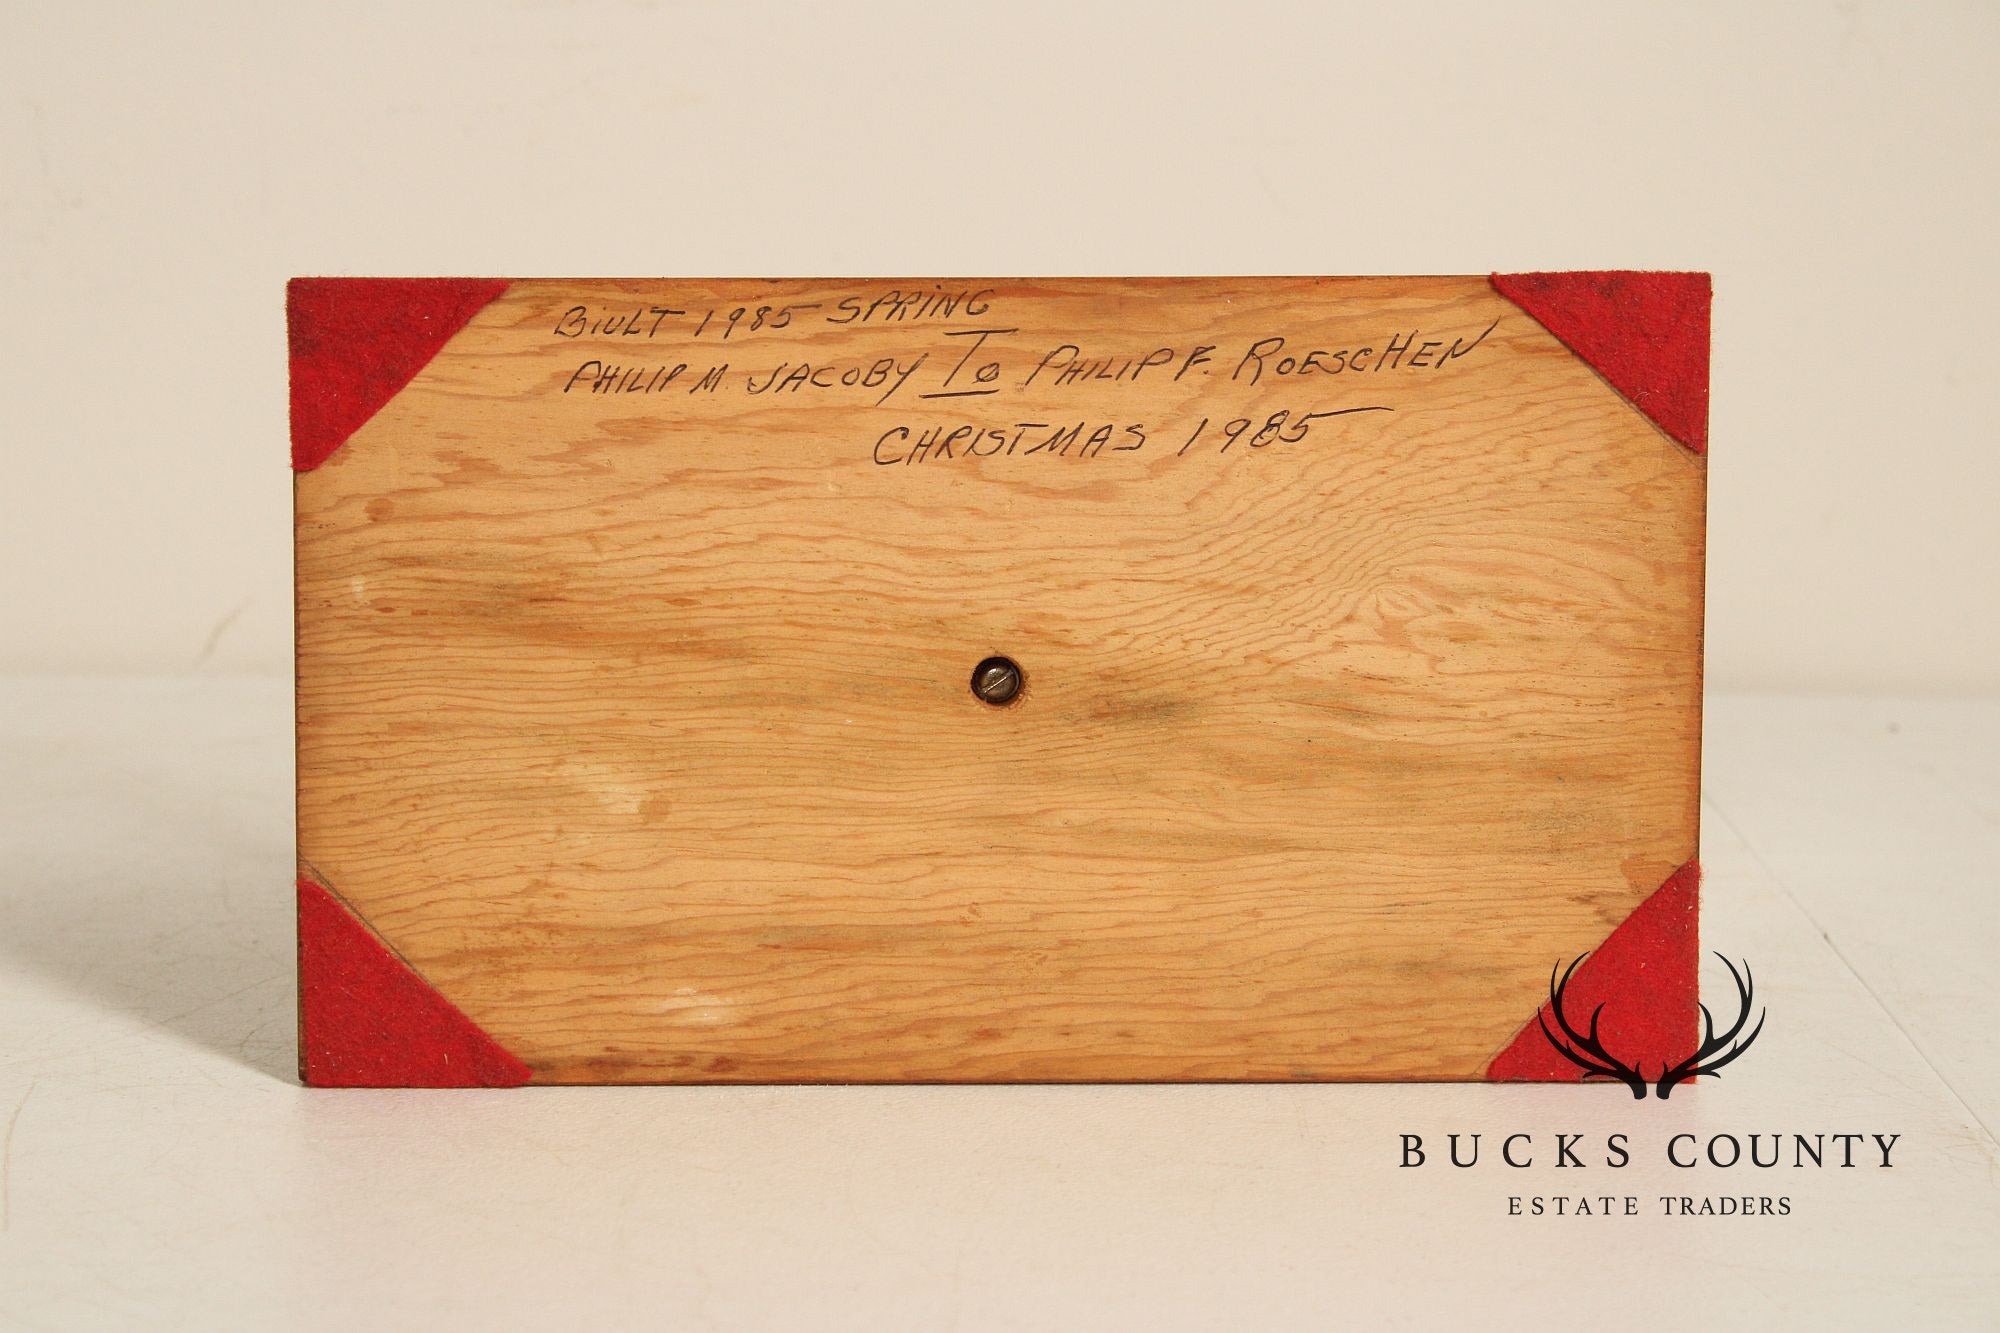 BiULT 1985 SPRiNG
PHILIP M. JACOBY To PHILIP F. ROESCHEN
CHRISTMAS 1985
BUCKS COUNTY
ESTATE TRADERS